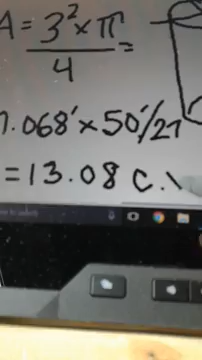 A = 3² × π
4 =
7.068' × 50'/27
= 13.08 C.Y